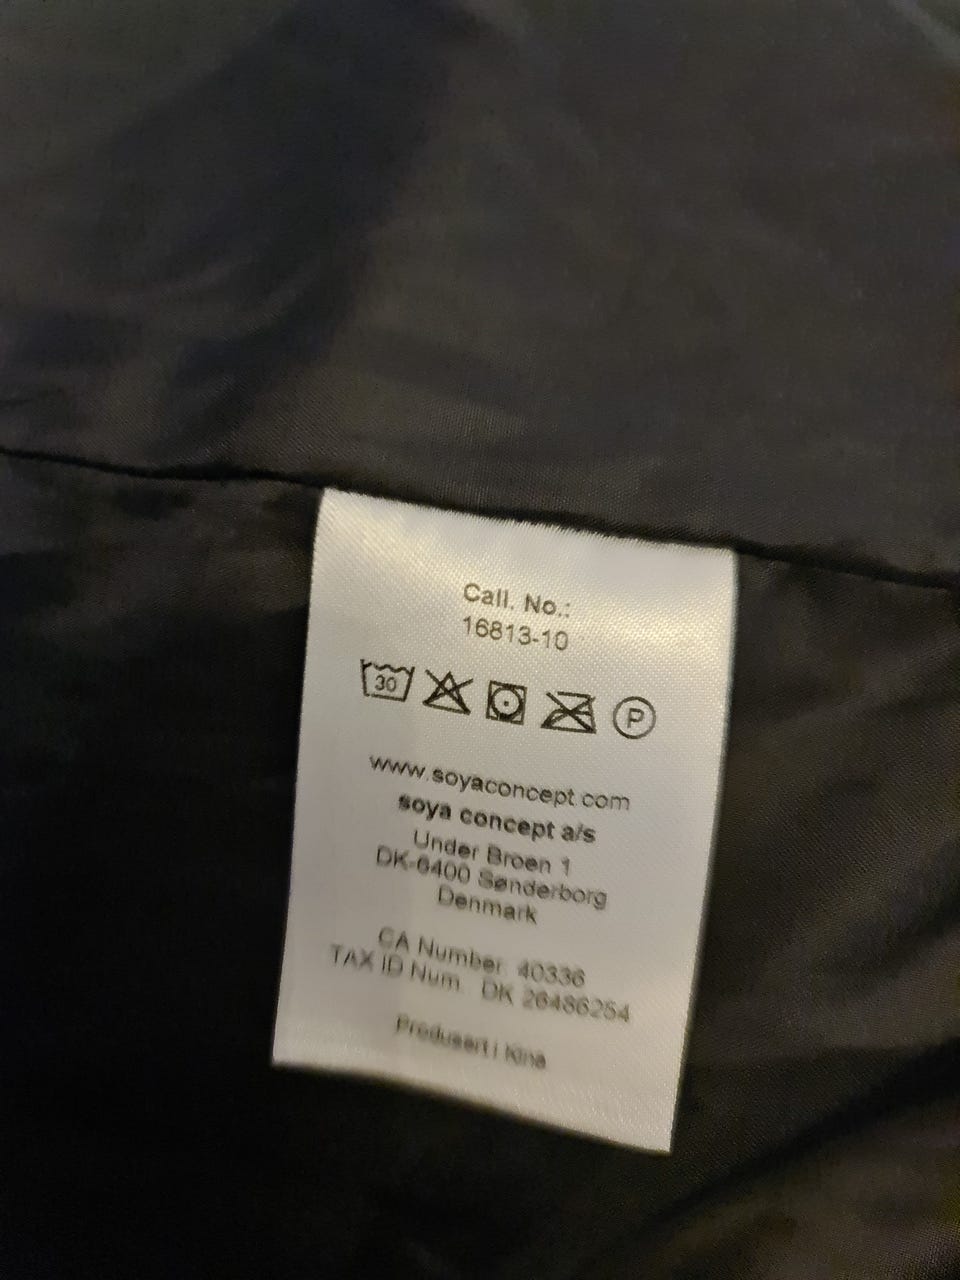 Call. No.:
16813-10
30 P
www.soyaconcept.com
soya concept a/s
Under Broen 1
DK-6400 Sønderborg
Denmark
CA Number: 40336
TAX ID Num. DK 26486254
Produsert i Kina